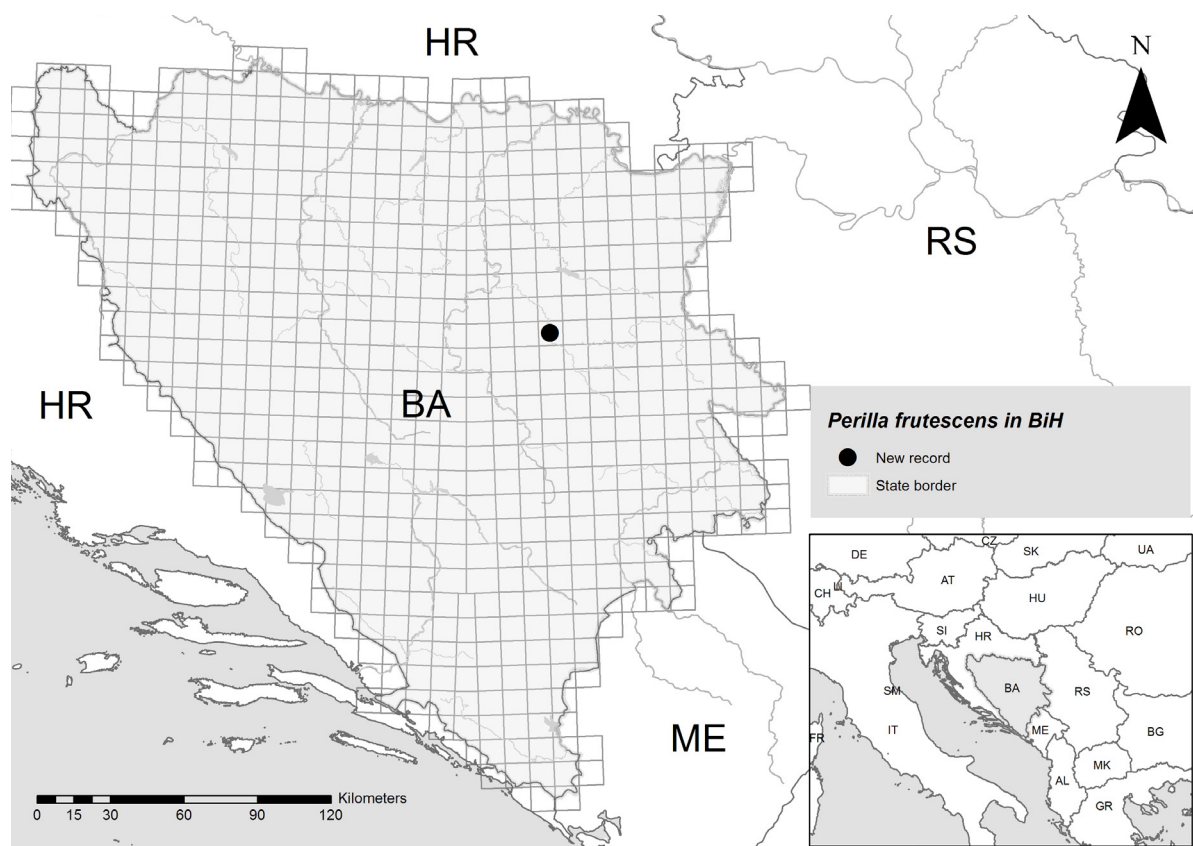 HR
N
RS
HR
BA
Perilla frutescens in BiH
New record
State border
ME
Kilometers
0 15 30 60 90 120
CZ
DE
SK
UA
AT
LI
CH
HU
SI
HR
RO
BA
RS
SM
IT
ME
BG
FR
MK
AL
GR